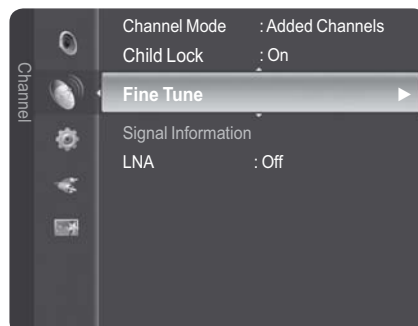 Channel
Channel Mode : Added Channels
Child Lock : On
Fine Tune
Signal Information
LNA : Off